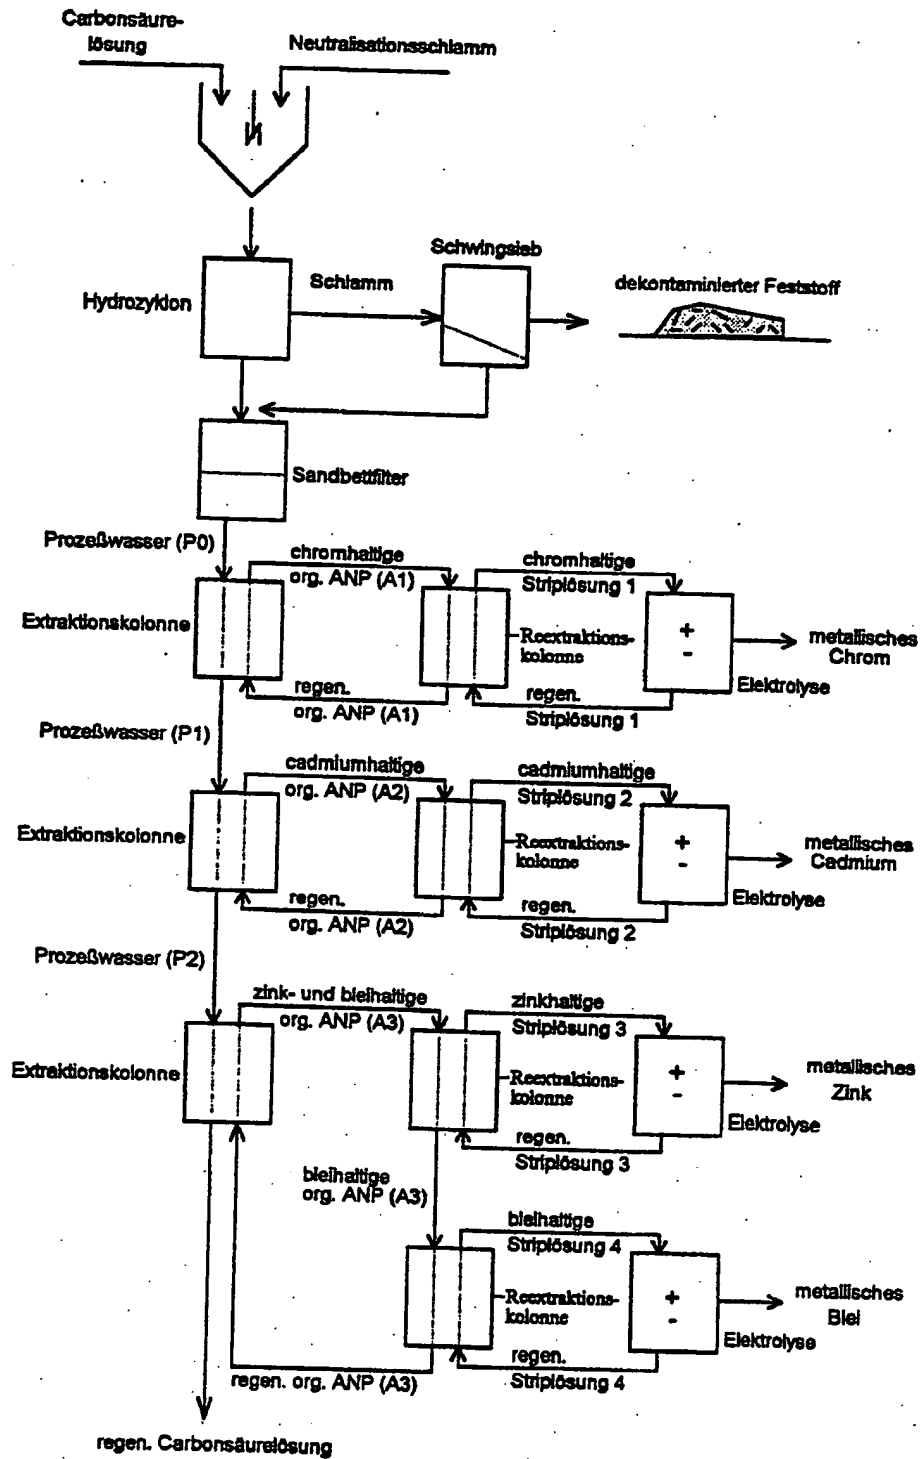 Carbonsäure-
lösung
Neutralisationsschlamm
Hydrozyklon
Schlamm
Schwingsieb
dekontaminierter Feststoff
Sandbettfilter
Prozeßwasser (P0)
chromhaltige
org. ANP (A1)
chromhaltige
Striplösung 1
Extraktionskolonne
Reextraktions-
kolonne
+
-
metallisches
Chrom
Elektrolyse
regen.
org. ANP (A1)
regen.
Striplösung 1
Prozeßwasser (P1)
cadmiumhaltige
org. ANP (A2)
cadmiumhaltige
Striplösung 2
Extraktionskolonne
Reextraktions-
kolonne
+
-
metallisches
Cadmium
Elektrolyse
regen.
org. ANP (A2)
regen.
Striplösung 2
Prozeßwasser (P2)
zink- und bleihaltige
org. ANP (A3)
zinkhaltige
Striplösung 3
Extraktionskolonne
Reextraktions-
kolonne
+
-
metallisches
Zink
Elektrolyse
regen.
Striplösung 3
bleihaltige
org. ANP (A3)
bleihaltige
Striplösung 4
Reextraktions-
kolonne
+
-
metallisches
Blei
Elektrolyse
regen.
Striplösung 4
regen. org. ANP (A3)
regen. Carbonsäurelösung